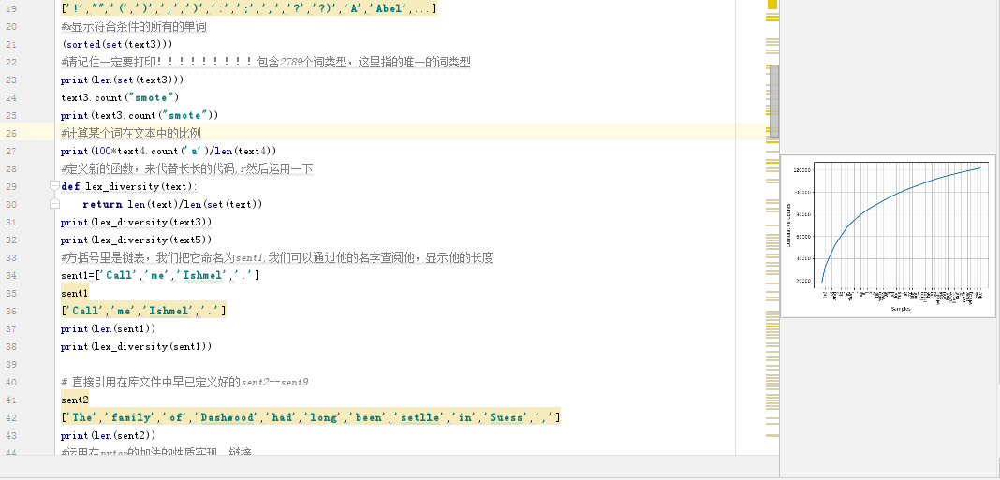 19 ['!',"",'(',')',',',')',':',';',',','?','?)','A','Abel',...]
20 #x显示符合条件的所有的单词
21 (sorted(set(text3)))
22 #请记住一定要打印！！！！！！！！！包含2789个词类型，这里指的唯一的词类型
23 print(len(set(text3)))
24 text3.count("smote")
25 print(text3.count("smote"))
26 #计算某个词在文本中的比例
27 print(100*text4.count('a')/len(text4))
28 #定义新的函数，来代替长长的代码,r然后运用一下
29 def lex_diversity(text):
30 return len(text)/len(set(text))
31 print(lex_diversity(text3))
32 print(lex_diversity(text5))
33 #方括号里是链表，我们把它命名为sent1,我们可以通过他的名字查阅他，显示他的长度
34 sent1=['Call','me','Ishmel','.']
35 sent1
36 ['Call','me','Ishmel','.']
37 print(len(sent1))
38 print(lex_diversity(sent1))
39
40 # 直接引用在库文件中早已定义好的sent2--sent9
41 sent2
42 ['The','family','of','Dashwood','had','long','been','setlle','in','Suess','.']
43 print(len(sent2))
44 #运用在pyton的加法的性质实现，链接
Cumulative Counts
120000
100000
80000
60000
40000
20000
Samples